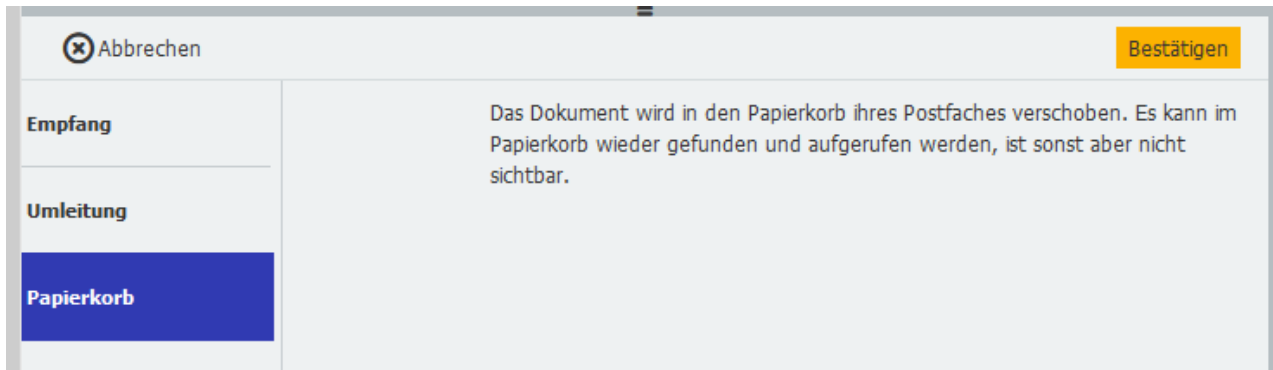 Abbrechen
Bestätigen
Empfang
Umleitung
Papierkorb
Das Dokument wird in den Papierkorb ihres Postfaches verschoben. Es kann im
Papierkorb wieder gefunden und aufgerufen werden, ist sonst aber nicht
sichtbar.